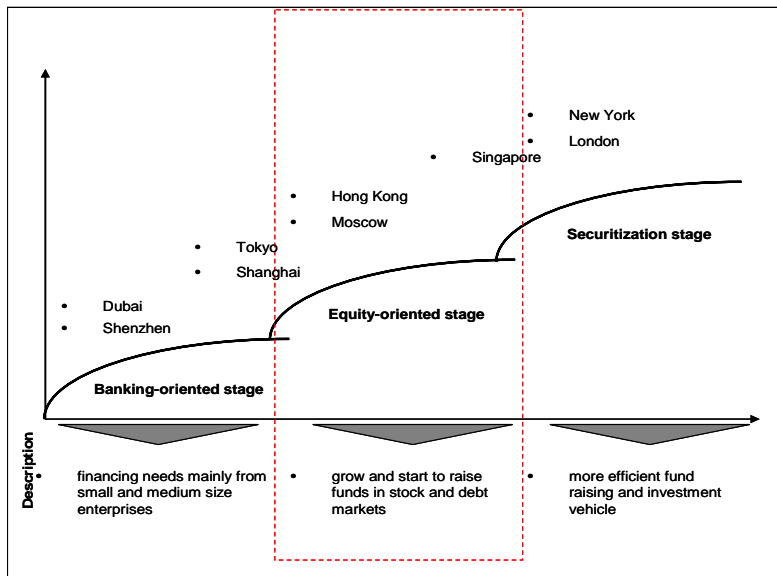 New York
London
Singapore
Hong Kong
Moscow
Securitization stage
Tokyo
Shanghai
Dubai
Equity-oriented stage
Shenzhen
Banking-oriented stage
Description
financing needs mainly from
small and medium size
enterprises
grow and start to raise
funds in stock and debt
markets
more efficient fund
raising and investment
vehicle